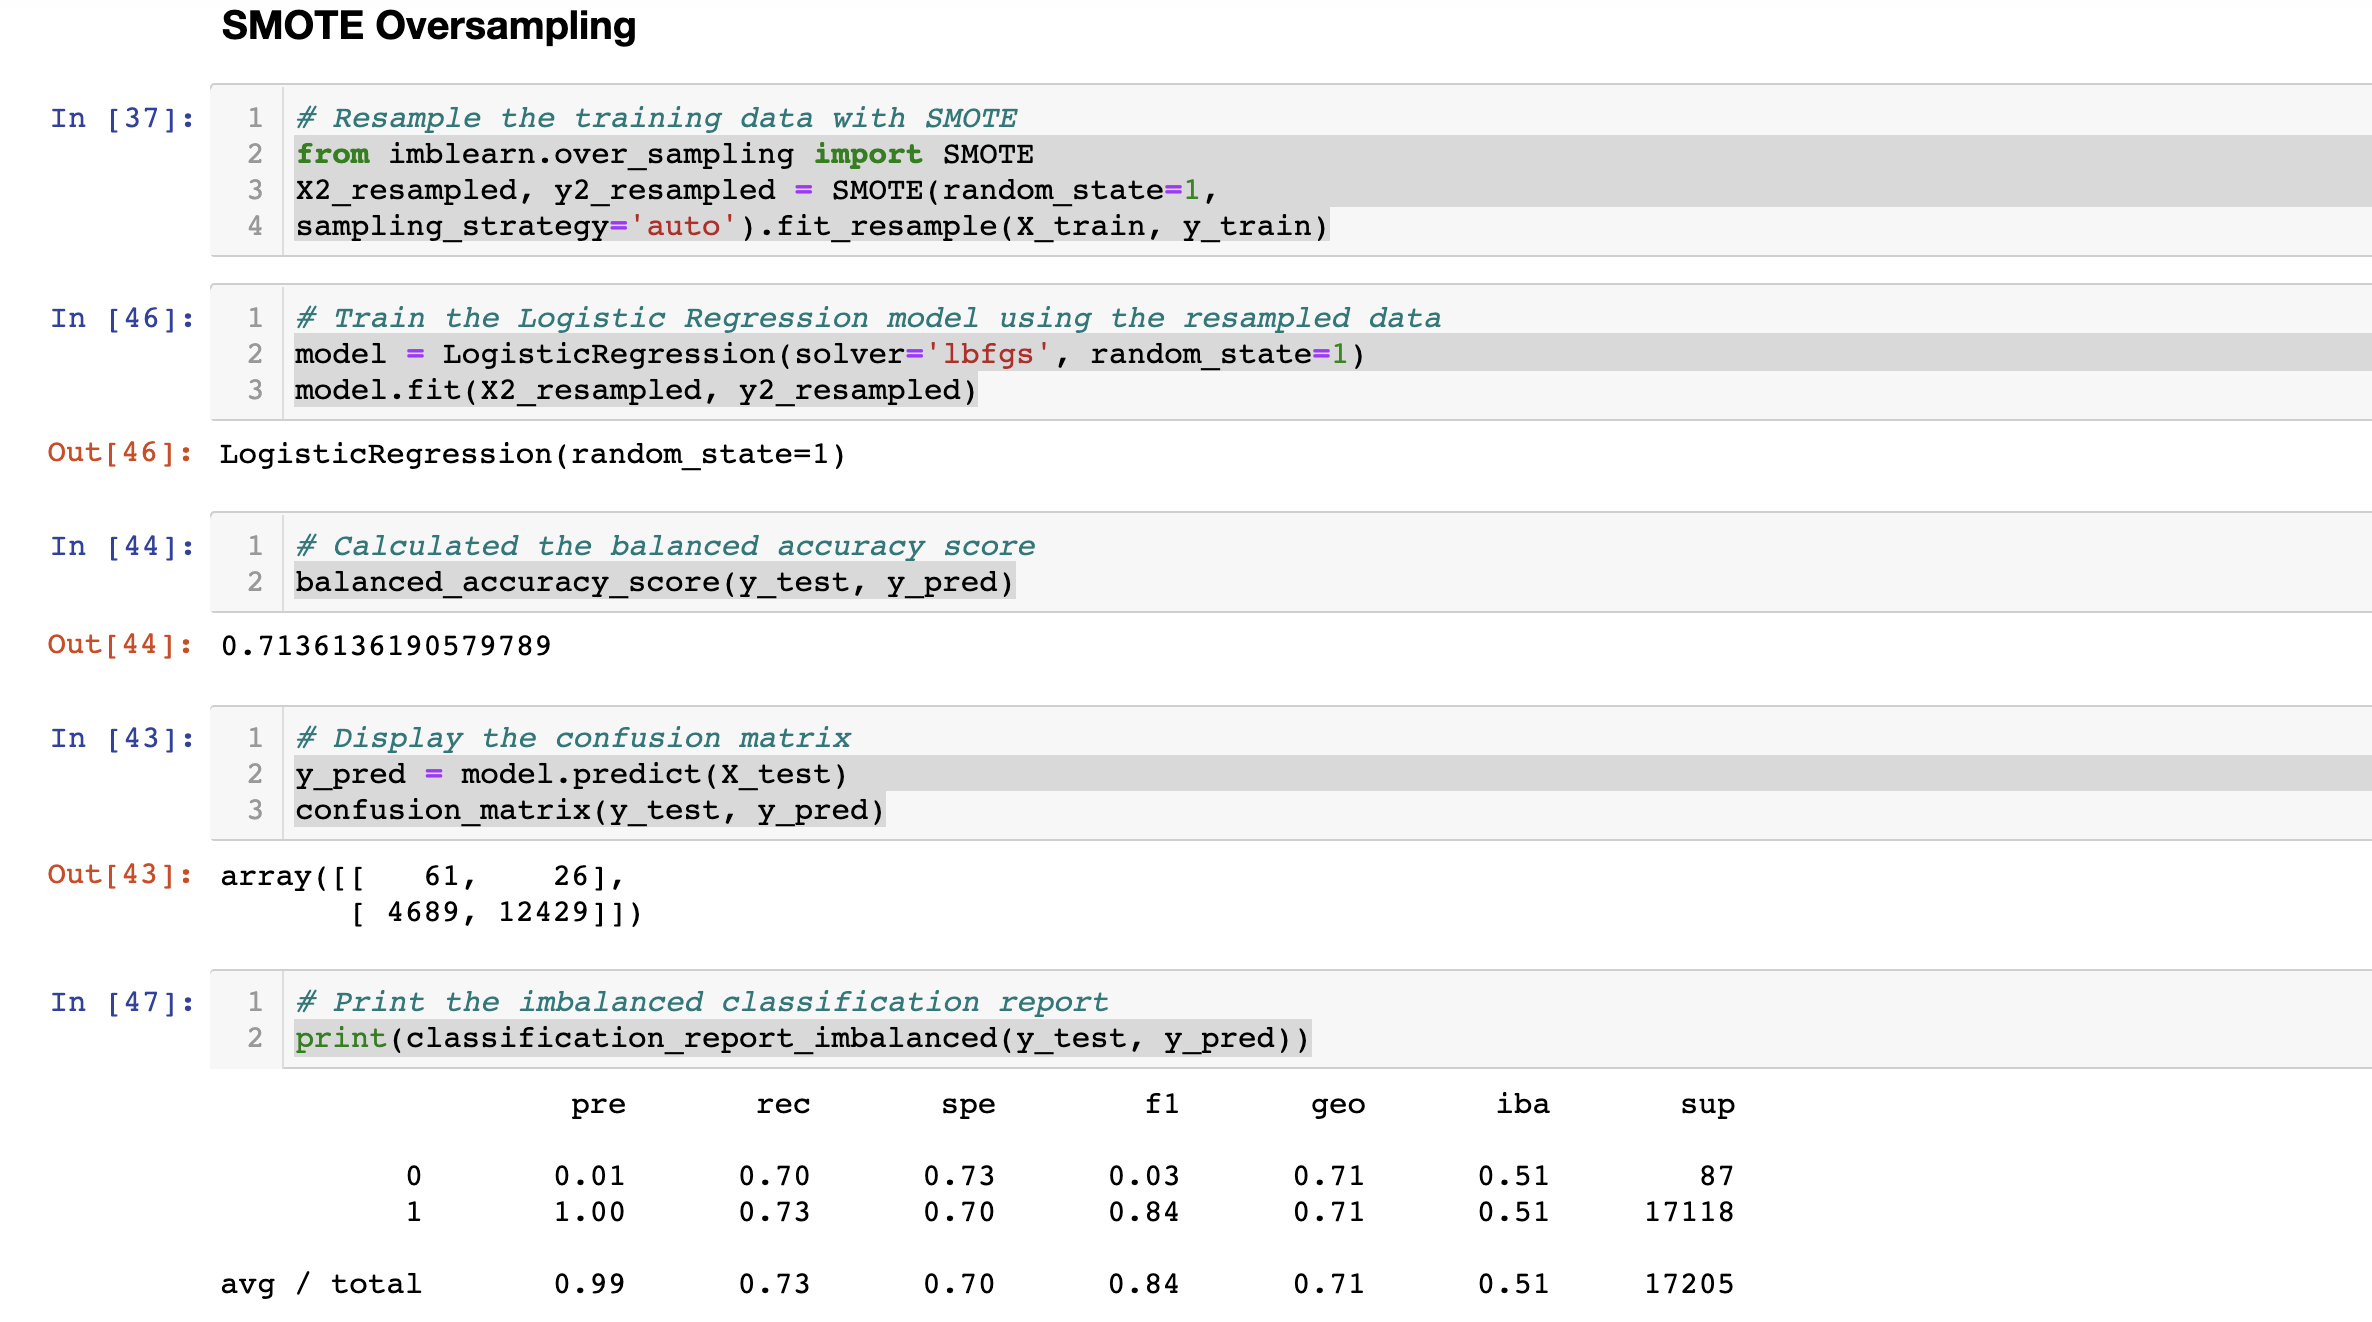 SMOTE Oversampling
In [37]:
1 # Resample the training data with SMOTE
2 from imblearn.over_sampling import SMOTE
3 X2_resampled, y2_resampled = SMOTE(random_state=1,
4 sampling_strategy='auto').fit_resample(X_train, y_train)
In [46]:
1 # Train the Logistic Regression model using the resampled data
2 model = LogisticRegression(solver='lbfgs', random_state=1)
3 model.fit(X2_resampled, y2_resampled)
Out[46]: LogisticRegression(random_state=1)
In [44]:
1 # Calculated the balanced accuracy score
2 balanced_accuracy_score(y_test, y_pred)
Out[44]: 0.7136136190579789
In [43]:
1 # Display the confusion matrix
2 y_pred = model.predict(X_test)
3 confusion_matrix(y_test, y_pred)
Out[43]: array([[   61,    26],
       [ 4689, 12429]])
In [47]:
1 # Print the imbalanced classification report
2 print(classification_report_imbalanced(y_test, y_pred))
pre rec spe f1 geo iba sup
0 0.01 0.70 0.73 0.03 0.71 0.51 87
1 1.00 0.73 0.70 0.84 0.71 0.51 17118
avg / total 0.99 0.73 0.70 0.84 0.71 0.51 17205